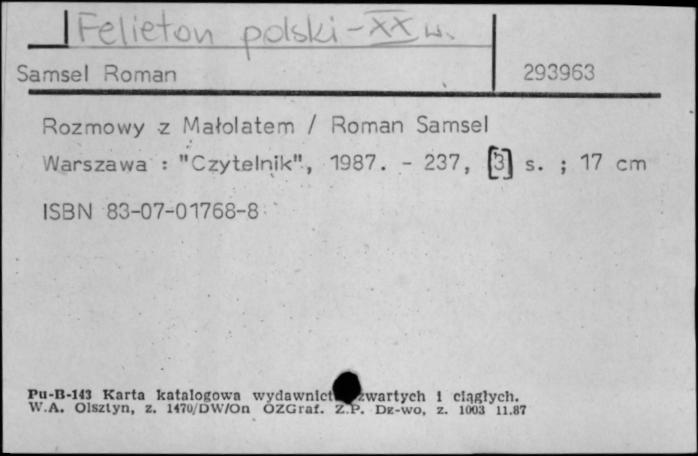 Felieton polski - XX w.
Samsel Roman 293963
Rozmowy z Małolatem / Roman Samsel
Warszawa : "Czytelnik", 1987. - 237, [3] s. ; 17 cm
ISBN 83-07-01768-8
Pu-B-143 Karta katalogowa wydawnict zwartych i ciągłych.
W.A. Olsztyn, z. 1470/DW/On OZGraf. Z.P. Dz-wo, z. 1003 11.87